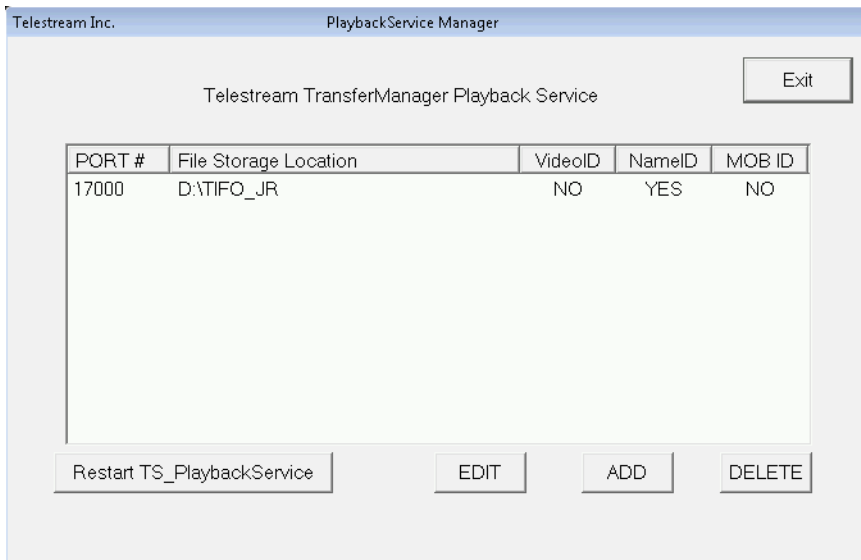 Telestream Inc. PlaybackService Manager
Exit
Telestream TransferManager Playback Service
PORT # File Storage Location VideoID NameID MOB ID
17000 D:\TIFO_JR NO YES NO
Restart TS_PlaybackService EDIT ADD DELETE